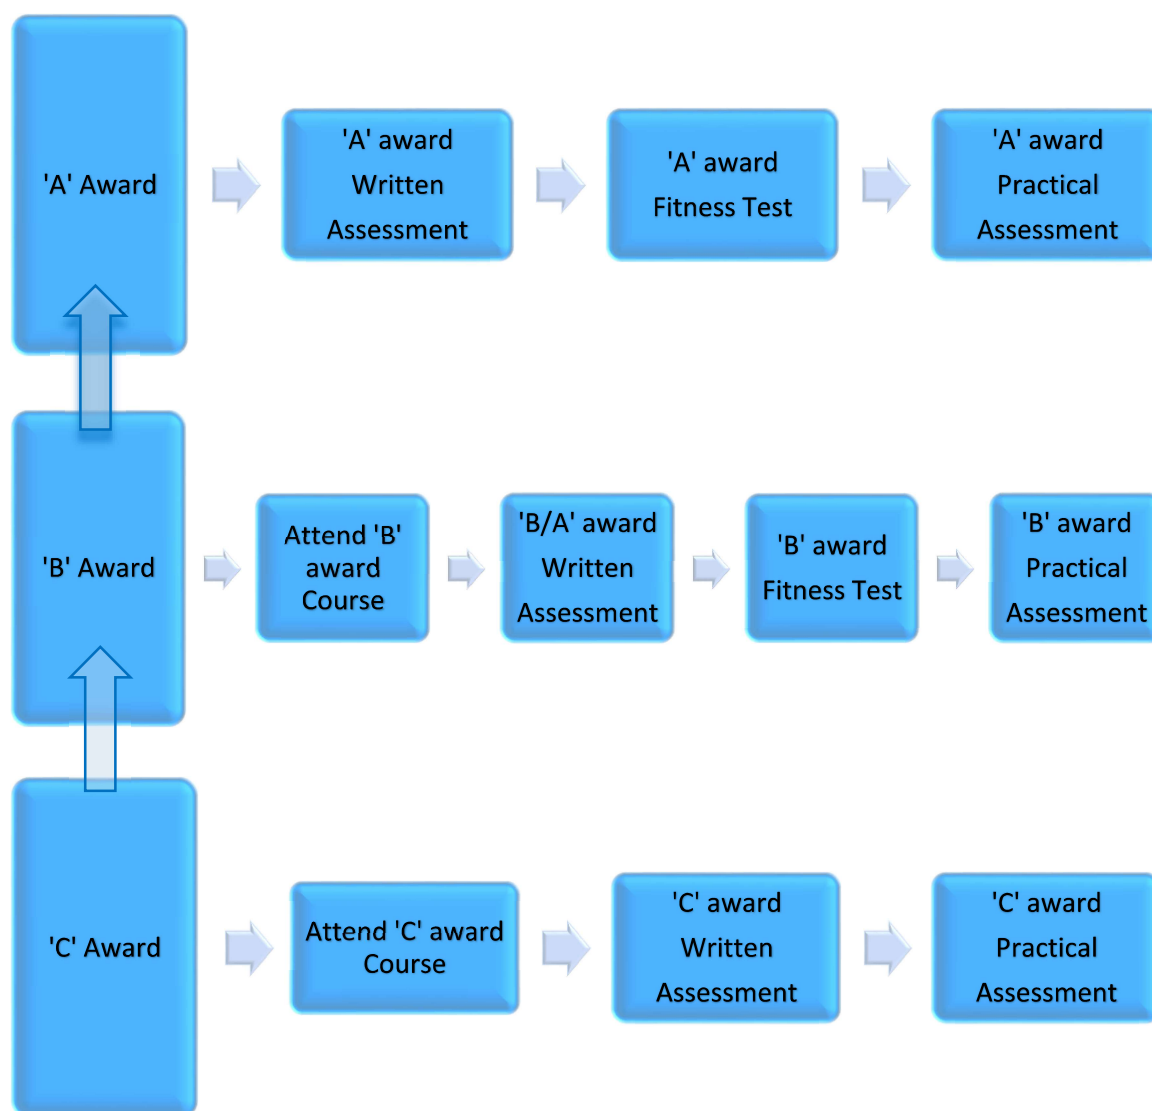 'A' Award
'A' award
Written
Assessment
'A' award
Fitness Test
'A' award
Practical
Assessment
'B' Award
Attend 'B'
award
Course
'B/A' award
Written
Assessment
'B' award
Fitness Test
'B' award
Practical
Assessment
'C' Award
Attend 'C' award
Course
'C' award
Written
Assessment
'C' award
Practical
Assessment